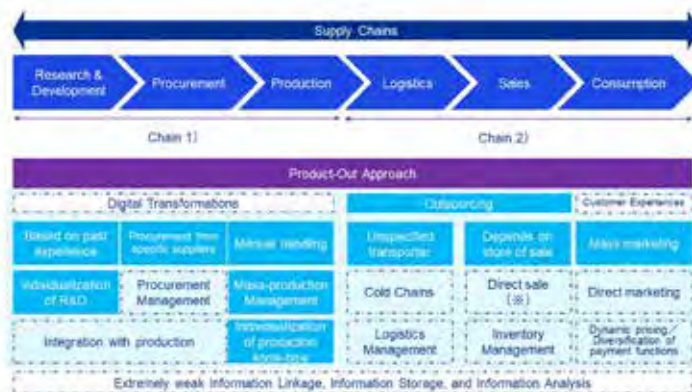 Supply Chains
Research &
Development
Procurement
Production
Logistics
Sales
Consumption
Chain 1)
Chain 2)
Product-Out Approach
Digital Transformations
Outsourcing
Customer Experiences
Based on past
experience
Procurement from
specific suppliers
Manual handling
Unspecified
transporter
Depends on
store of sale
Mass marketing
Individualization
of R&D
Procurement
Management
Mass-production
Management
Cold Chains
Direct sale
(※)
Direct marketing
Integration with production
Individualization
of production
know-how
Logistics
Management
Inventory
Management
Dynamic pricing／
Diversification of
payment functions
Extremely weak Information Linkage, Information Storage, and Information Analysis